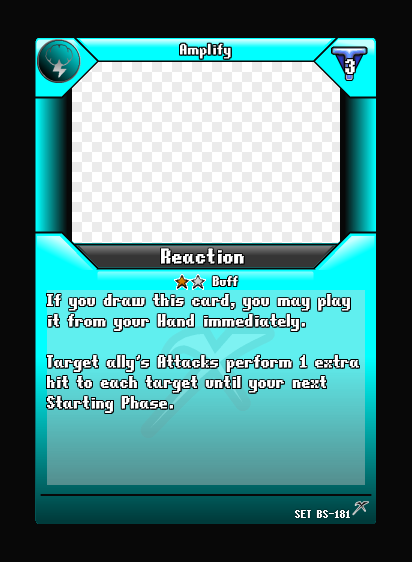 Amplify
3
Reaction
Buff
If you draw this card, you may play
it from your Hand immediately.
Target ally's Attacks perform 1 extra
hit to each target until your next
Starting Phase.
SET BS-181